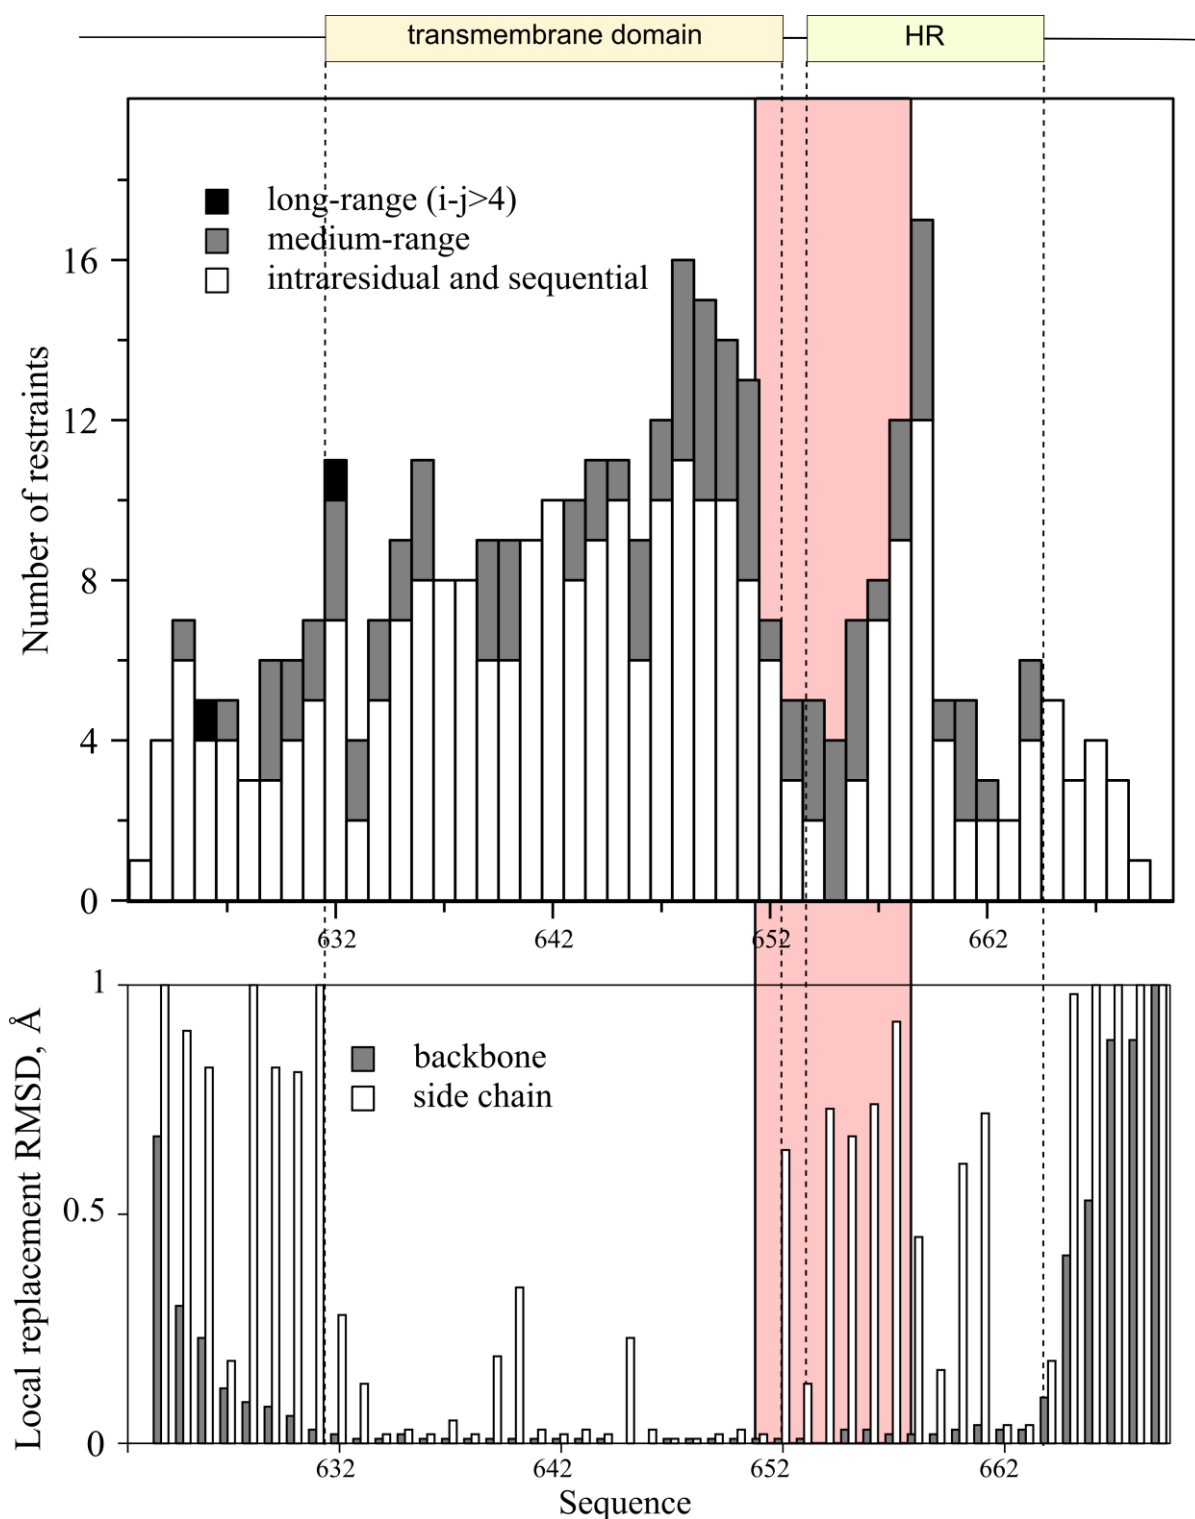 transmembrane domain
HR
long-range (i-j>4)
medium-range
intraresidual and sequential
Number of restraints
16
12
8
4
0
632
642
652
662
Local replacement RMSD, Å
1
0.5
0
backbone
side chain
632
642
652
662
Sequence